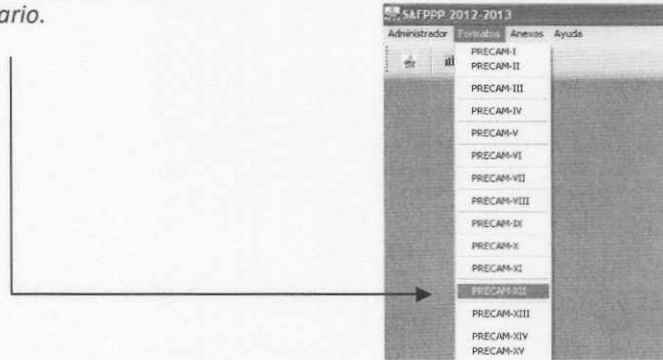 ario.
SAFPPP 2012-2013
Administrador Formatos Anexos Ayuda
PRECAM-I
PRECAM-II
PRECAM-III
PRECAM-IV
PRECAM-V
PRECAM-VI
PRECAM-VII
PRECAM-VIII
PRECAM-IX
PRECAM-X
PRECAM-XI
PRECAM-XII
PRECAM-XIII
PRECAM-XIV
PRECAM-XV